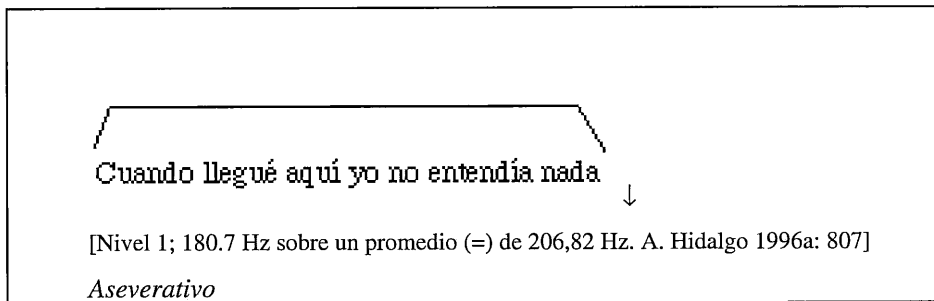 Cuando llegué aquí yo no entendía nada
↓
[Nivel 1; 180.7 Hz sobre un promedio (=) de 206,82 Hz. A. Hidalgo 1996a: 807]
Aseverativo